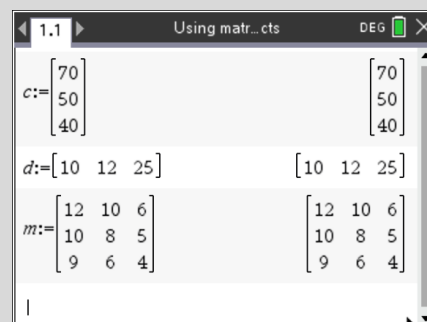 1.1 Using matr...cts DEG
c:=[70 50 40] [70 50 40]
d:=[10 12 25] [10 12 25]
m:=[12 10 6 [12 10 6
10 8 5 10 8 5
9 6 4] 9 6 4]